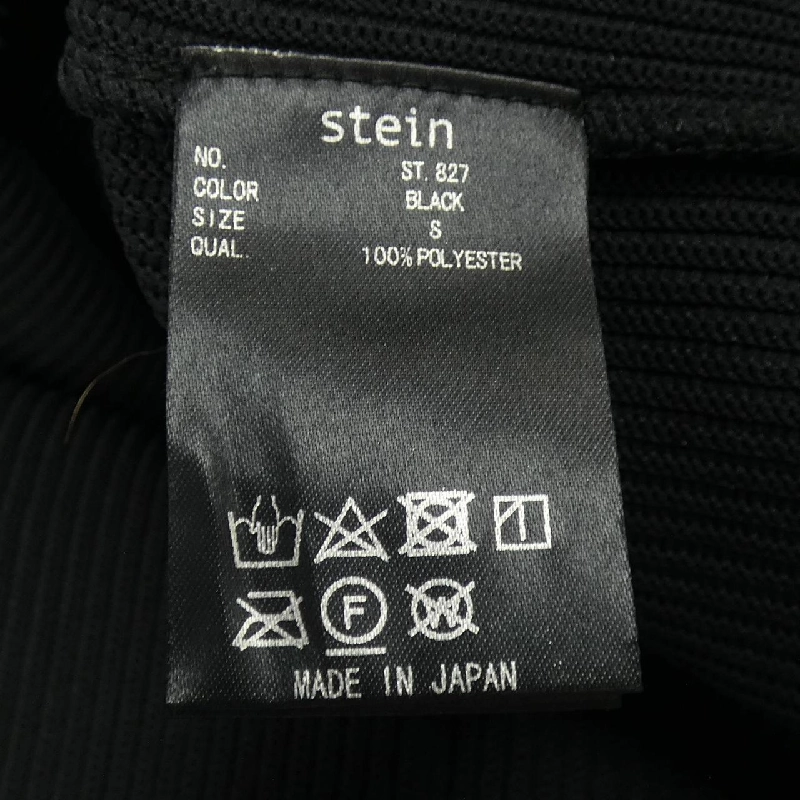 stein
NO. ST. 827
COLOR BLACK
SIZE S
QUAL. 100% POLYESTER
F W
MADE IN JAPAN